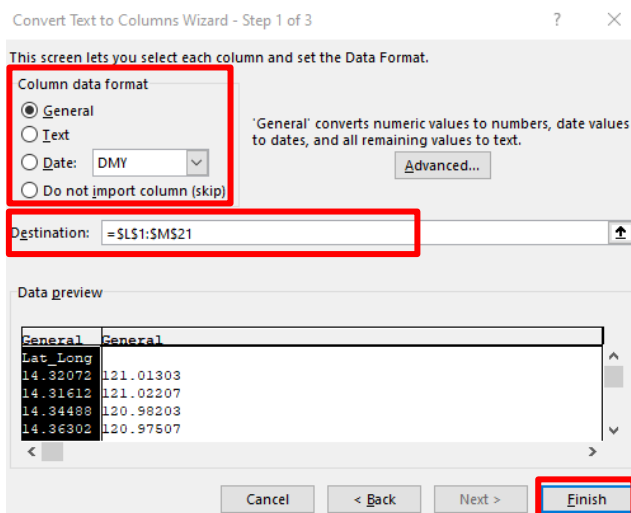 Convert Text to Columns Wizard - Step 1 of 3 ?
This screen lets you select each column and set the Data Format.
Column data format
General
Text
Date: DMY
Do not import column (skip)
'General' converts numeric values to numbers, date values
to dates, and all remaining values to text.
Advanced...
Destination: =$L$1:$M$21
Data preview
General General
Lat_Long
14.32072 121.01303
14.31612 121.02207
14.34488 120.98203
14.36302 120.97507
Cancel < Back Next > Finish